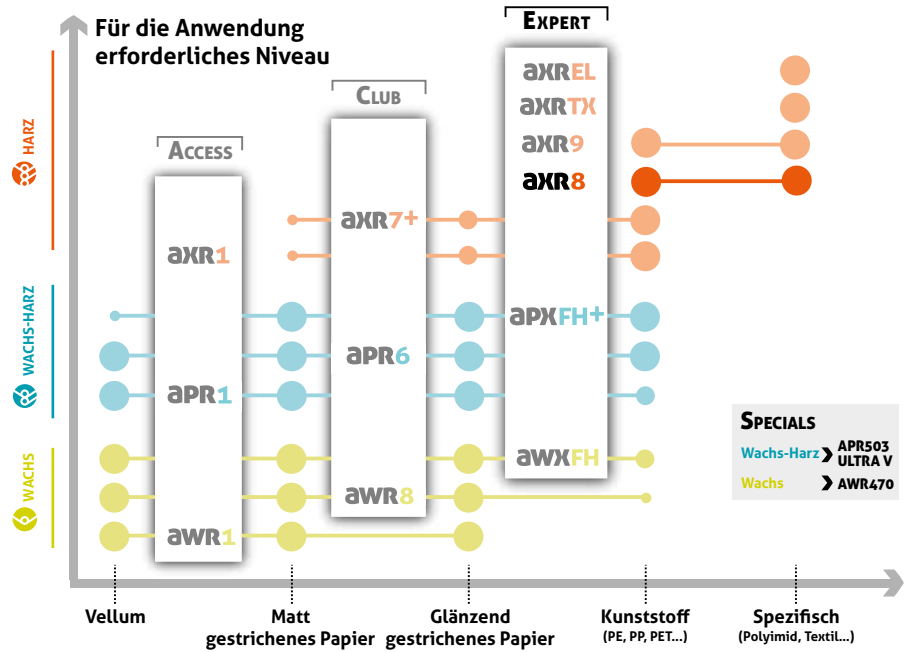 Für die Anwendung
erforderliches Niveau
EXPERT
CLUB
ACCESS
HARZ
WACHS-HARZ
WACHS
aXREL
aXRTX
aXR9
aXR8
aXR7+
aXR1
aPXFH+
aPR6
aPR1
aWXFH
aWR8
aWR1
SPECIALS
Wachs-Harz APR503
ULTRA V
Wachs AWR470
Vellum
Matt
gestrichenes Papier
Glänzend
gestrichenes Papier
Kunststoff
(PE, PP, PET...)
Spezifisch
(Polyimid, Textil...)